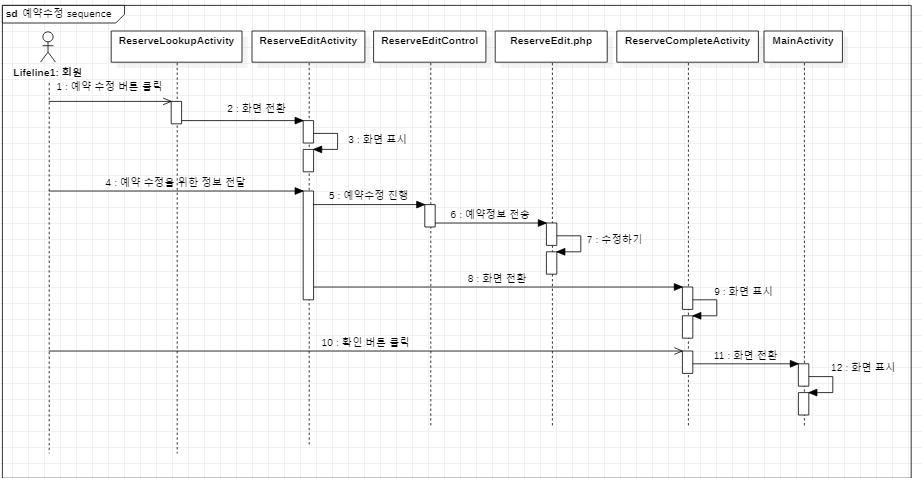 sd 예약수정 sequence
ReserveLookupActivity
ReserveEditActivity
ReserveEditControl
ReserveEdit.php
ReserveCompleteActivity
MainActivity
Lifeline1: 회원
1 : 예약 수정 버튼 클릭
2 : 화면 전환
3 : 화면 표시
4 : 예약 수정을 위한 정보 전달
5 : 예약수정 진행
6 : 예약정보 전송
7 : 수정하기
8 : 화면 전환
9 : 화면 표시
10 : 확인 버튼 클릭
11 : 화면 전환
12 : 화면 표시